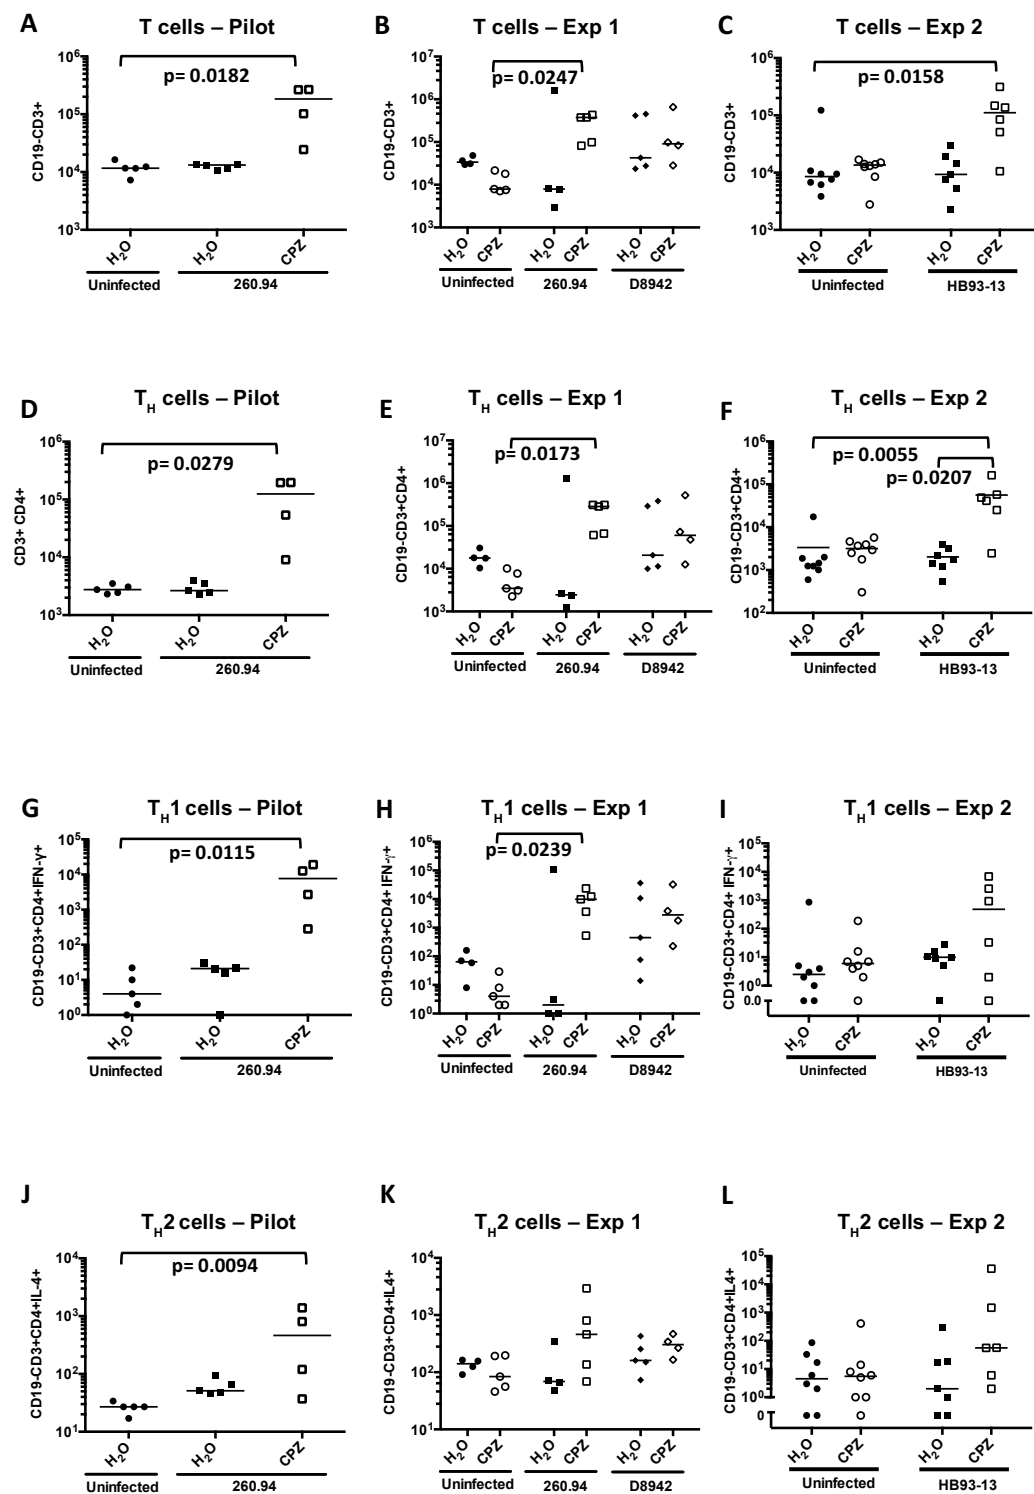 A
T cells – Pilot
CD19-CD3+
10⁶
10⁵
10⁴
10³
p= 0.0182
H₂O
H₂O
CPZ
Uninfected
260.94
B
T cells – Exp 1
CD19-CD3+
10⁷
10⁶
10⁵
10⁴
10³
p= 0.0247
H₂O
CPZ
H₂O
CPZ
H₂O
CPZ
Uninfected
260.94
D8942
C
T cells – Exp 2
CD19-CD3+
10⁶
10⁵
10⁴
10³
p= 0.0158
H₂O
CPZ
H₂O
CPZ
Uninfected
HB93-13
D
T_H cells – Pilot
CD3+ CD4+
10⁶
10⁵
10⁴
10³
p= 0.0279
H₂O
H₂O
CPZ
Uninfected
260.94
E
T_H cells – Exp 1
CD19-CD3+CD4+
10⁷
10⁶
10⁵
10⁴
10³
p= 0.0173
H₂O
CPZ
H₂O
CPZ
H₂O
CPZ
Uninfected
260.94
D8942
F
T_H cells – Exp 2
CD19-CD3+CD4+
10⁶
10⁵
10⁴
10³
10²
p= 0.0055
p= 0.0207
H₂O
CPZ
H₂O
CPZ
Uninfected
HB93-13
G
T_H1 cells – Pilot
CD19-CD3+CD4+IFN-γ+
10⁵
10⁴
10³
10²
10¹
10⁰
p= 0.0115
H₂O
H₂O
CPZ
Uninfected
260.94
H
T_H1 cells – Exp 1
CD19-CD3+CD4+ IFN-γ+
10⁶
10⁵
10⁴
10³
10²
10¹
10⁰
p= 0.0239
H₂O
CPZ
H₂O
CPZ
H₂O
CPZ
Uninfected
260.94
D8942
I
T_H1 cells – Exp 2
CD19-CD3+CD4+ IFN-γ+
10⁵
10⁴
10³
10²
10¹
10⁰
0.0
H₂O
CPZ
H₂O
CPZ
Uninfected
HB93-13
J
T_H2 cells – Pilot
CD19-CD3+CD4+IL-4+
10⁴
10³
10²
10¹
p= 0.0094
H₂O
H₂O
CPZ
Uninfected
260.94
K
T_H2 cells – Exp 1
CD19-CD3+CD4+IL4+
10⁴
10³
10²
10¹
H₂O
CPZ
H₂O
CPZ
H₂O
CPZ
Uninfected
260.94
D8942
L
T_H2 cells – Exp 2
CD19-CD3+CD4+IL4+
10⁵
10⁴
10³
10²
10¹
10⁰
0
H₂O
CPZ
H₂O
CPZ
Uninfected
HB93-13